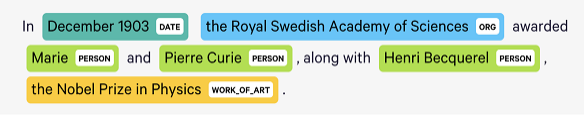 In December 1903 DATE the Royal Swedish Academy of Sciences ORG awarded
Marie PERSON and Pierre Curie PERSON , along with Henri Becquerel PERSON ,
the Nobel Prize in Physics WORK_OF_ART .